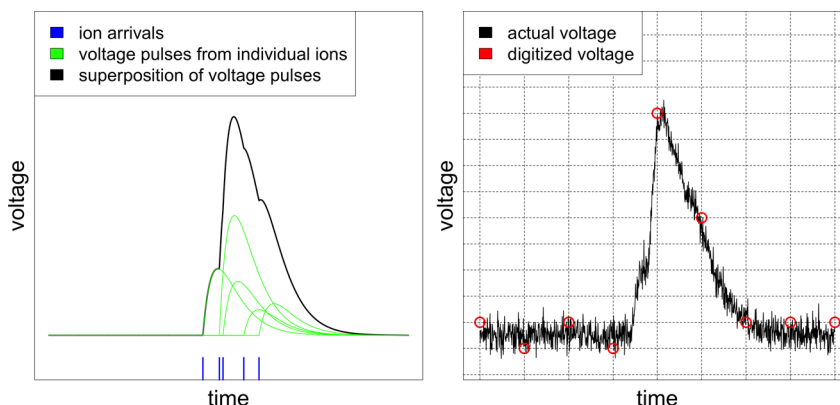 ion arrivals
voltage pulses from individual ions
superposition of voltage pulses
voltage
time
actual voltage
digitized voltage
voltage
time